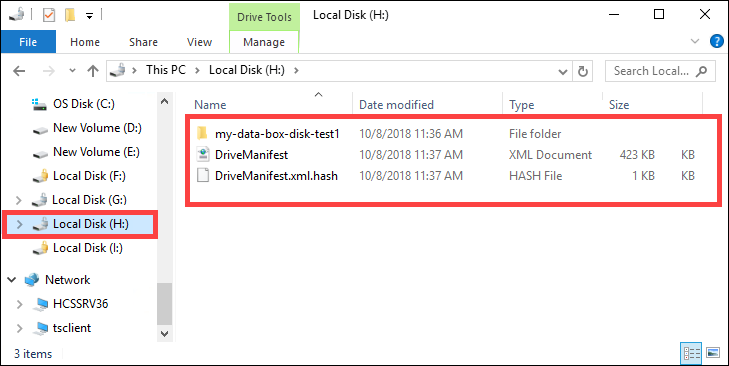 Drive Tools
Local Disk (H:)
File
Home
Share
View
Manage
This PC
Local Disk (H:)
Search Local...
OS Disk (C:)
New Volume (D:)
New Volume (E:)
Local Disk (F:)
Local Disk (G:)
Local Disk (H:)
Local Disk (I:)
Network
HCSSRV36
tsclient
Name Date modified Type Size
my-data-box-disk-test1 10/8/2018 11:36 AM File folder
DriveManifest 10/8/2018 11:37 AM XML Document 423 KB KB
DriveManifest.xml.hash 10/8/2018 11:37 AM HASH File 1 KB KB
3 items